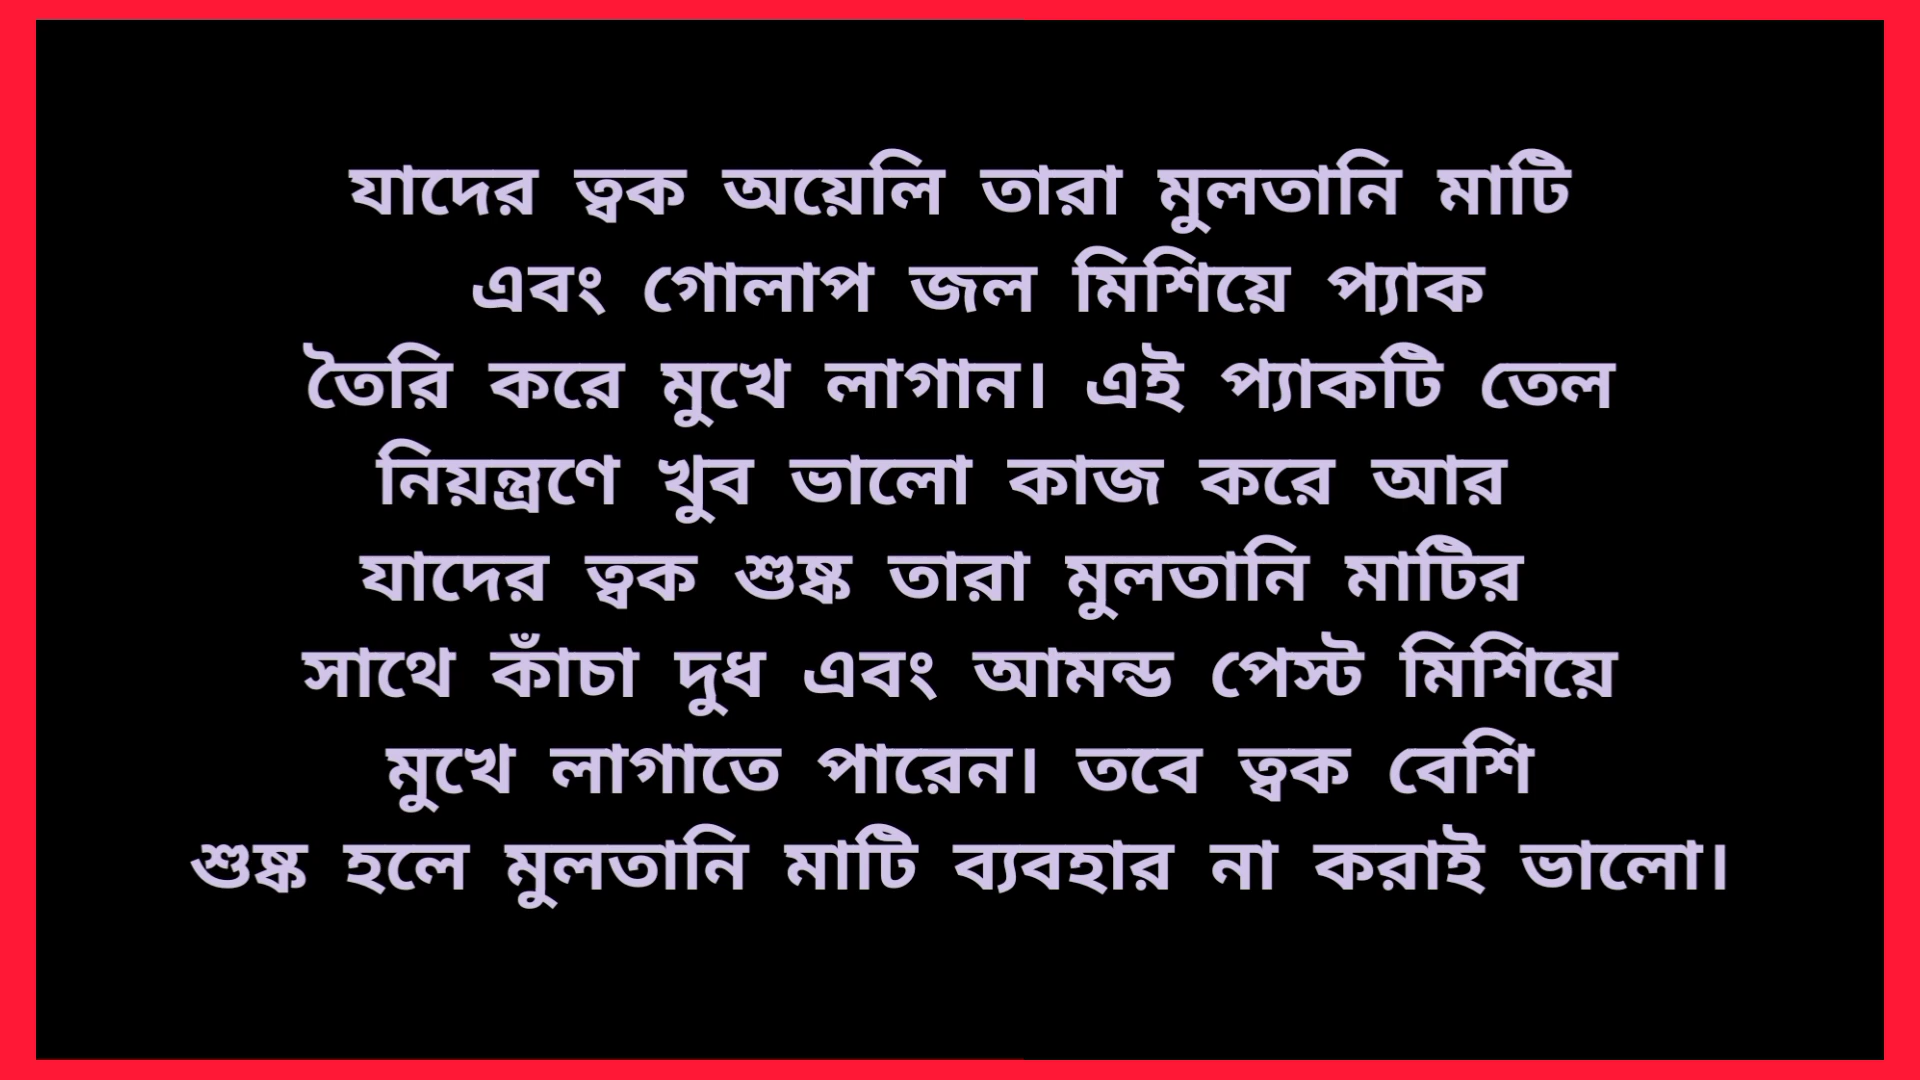 যাদের ত্বক অয়েলি তারা মুলতানি মাটি
এবং গোলাপ জল মিশিয়ে প্যাক
তৈরি করে মুখে লাগান। এই প্যাকটি তেল
নিয়ন্ত্রণে খুব ভালো কাজ করে আর
যাদের ত্বক শুষ্ক তারা মুলতানি মাটির
সাথে কাঁচা দুধ এবং আমন্ড পেস্ট মিশিয়ে
মুখে লাগাতে পারেন। তবে ত্বক বেশি
শুষ্ক হলে মুলতানি মাটি ব্যবহার না করাই ভালো।